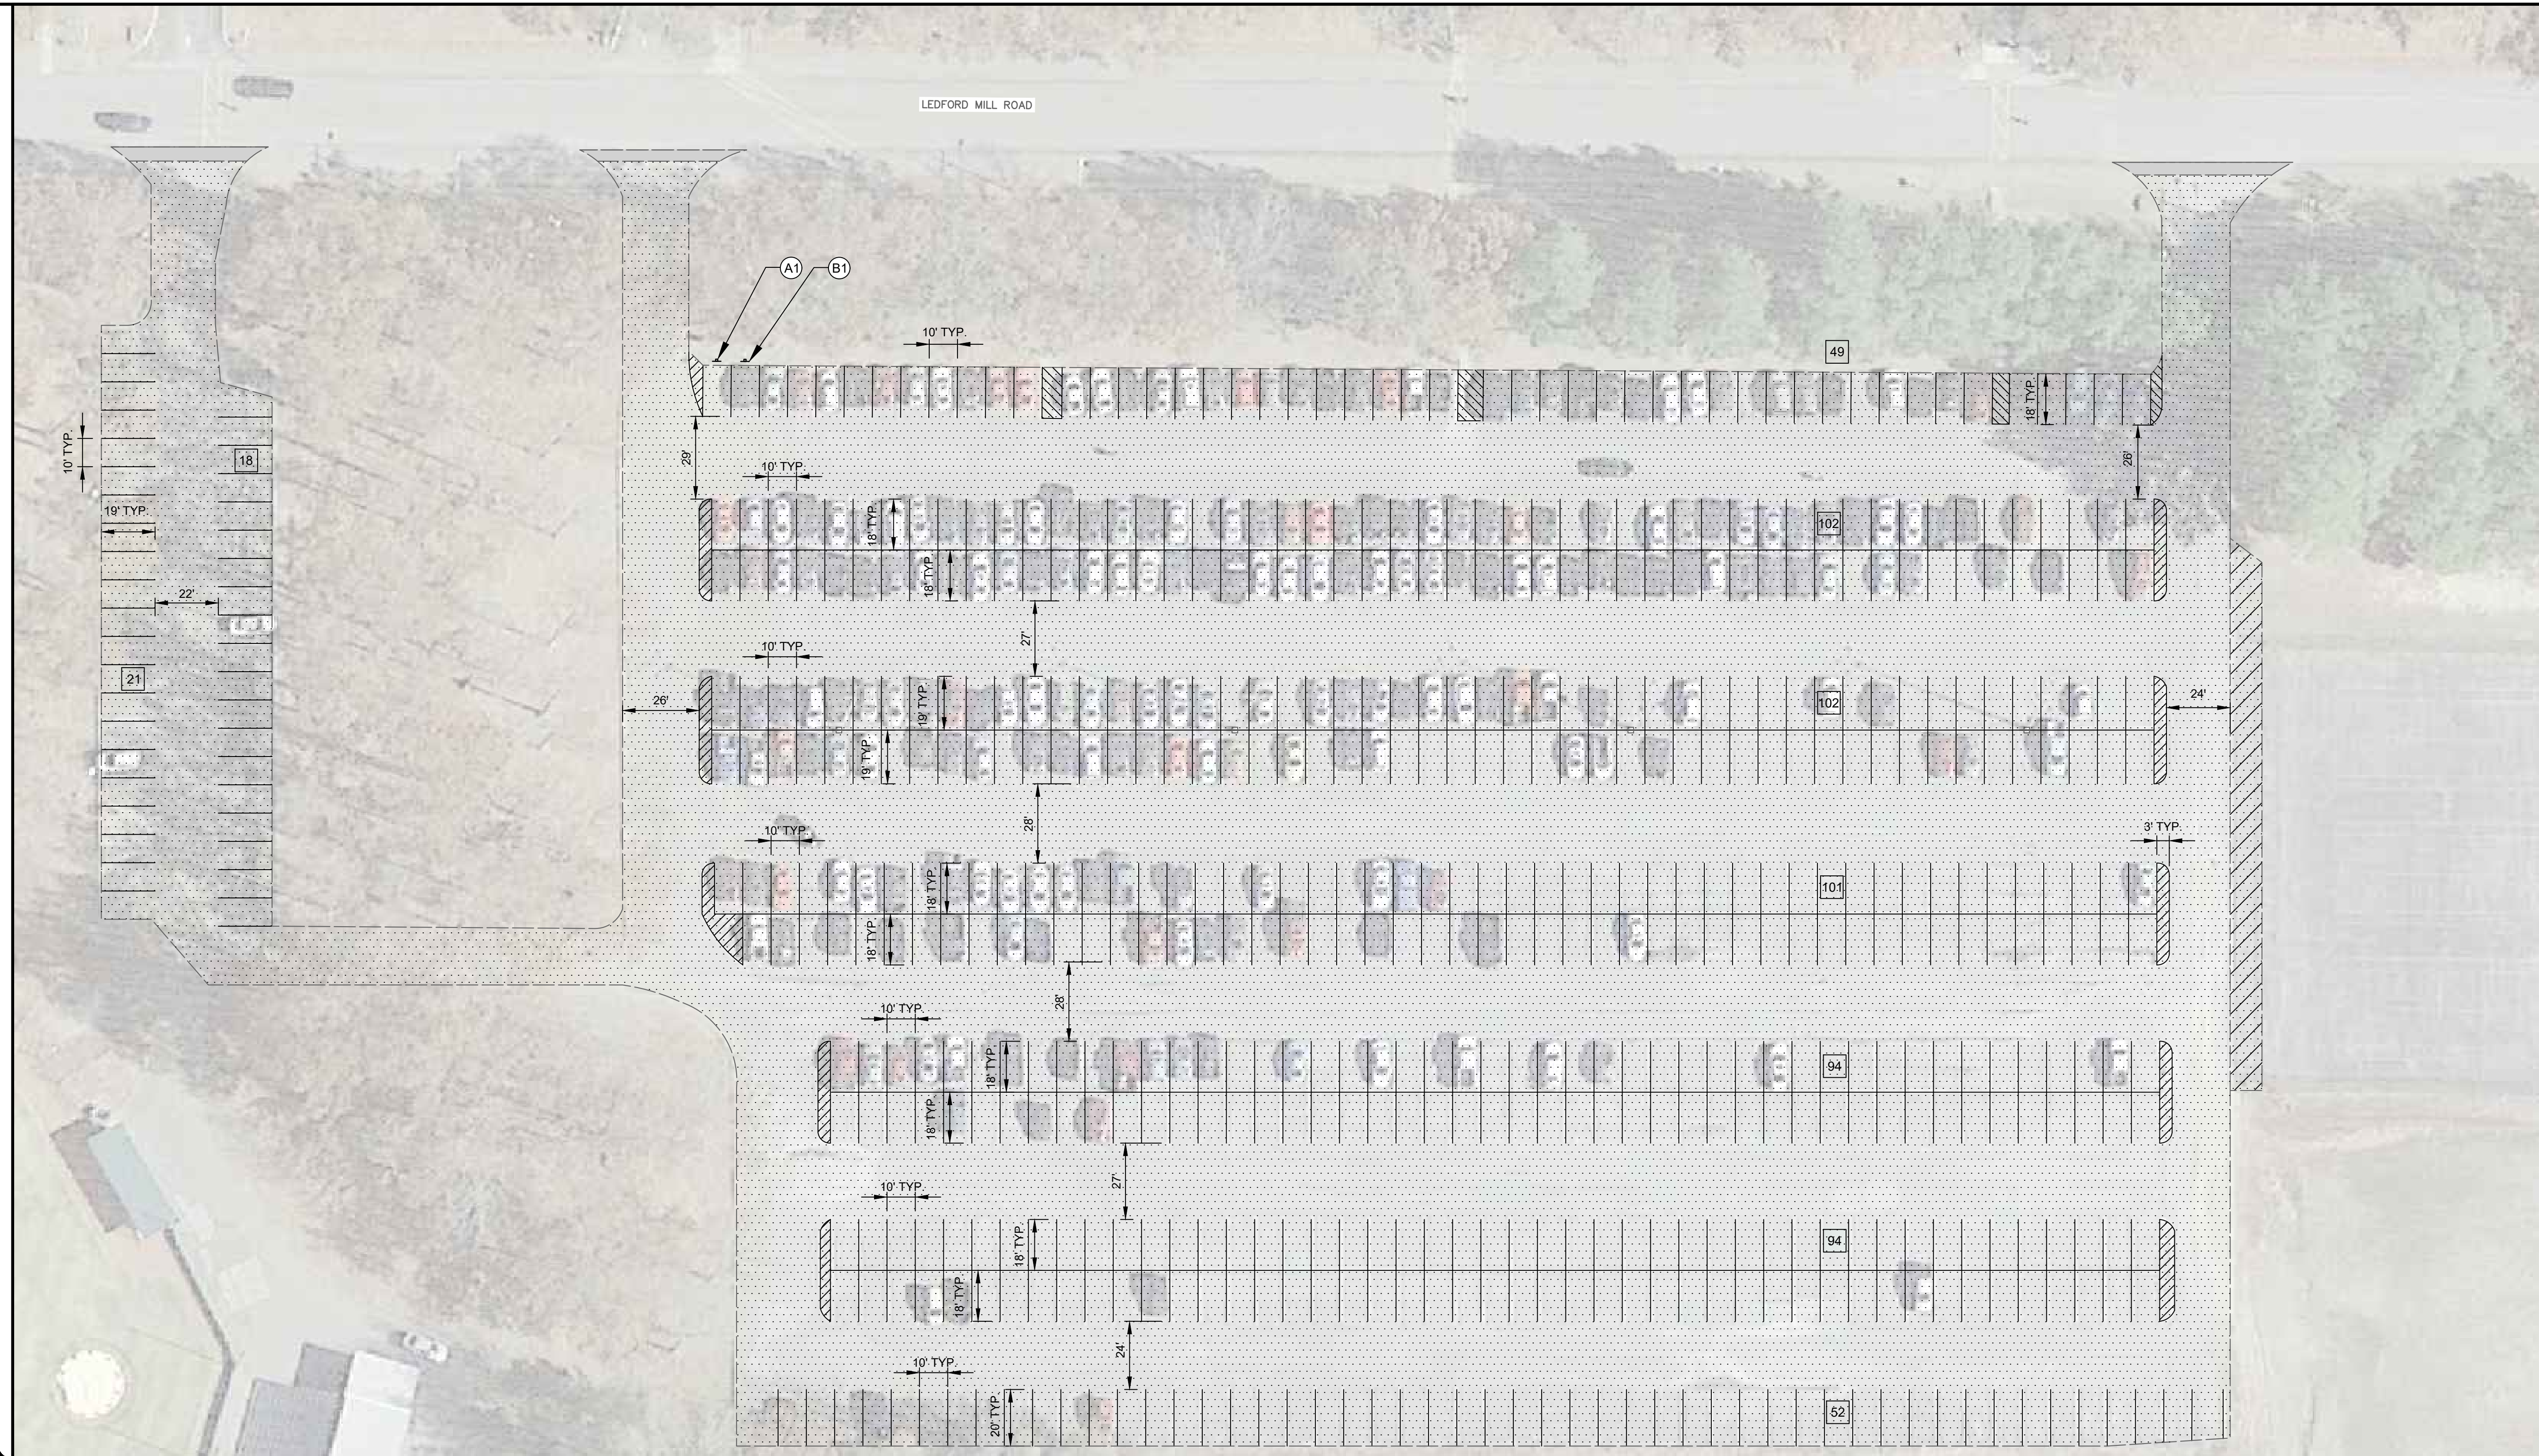 LEDFORD MILL ROAD
A1
B1
10' TYP.
49
18' TYP.
10' TYP.
18
29'
10' TYP.
26'
19' TYP.
18' TYP.
102
18' TYP.
22'
27'
10' TYP.
21
26'
19' TYP.
102
24'
19' TYP.
28'
10' TYP.
3' TYP.
18' TYP.
101
18' TYP.
28'
10' TYP.
18' TYP.
94
18' TYP.
27'
10' TYP.
18' TYP.
94
18' TYP.
24'
10' TYP.
20' TYP.
52